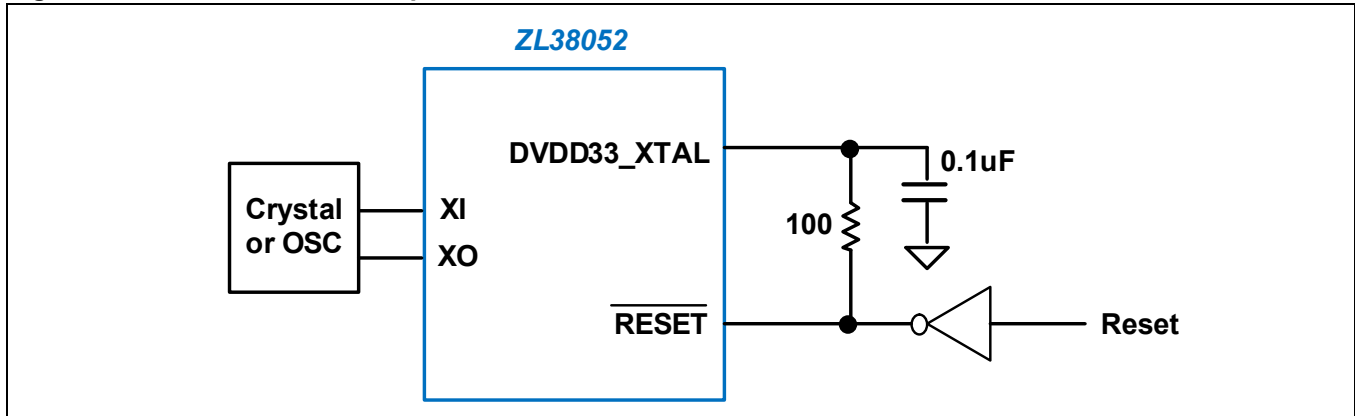 ZL38052
DVDD33_XTAL
0.1uF
Crystal
or OSC
XI
XO
100
RESET
Reset